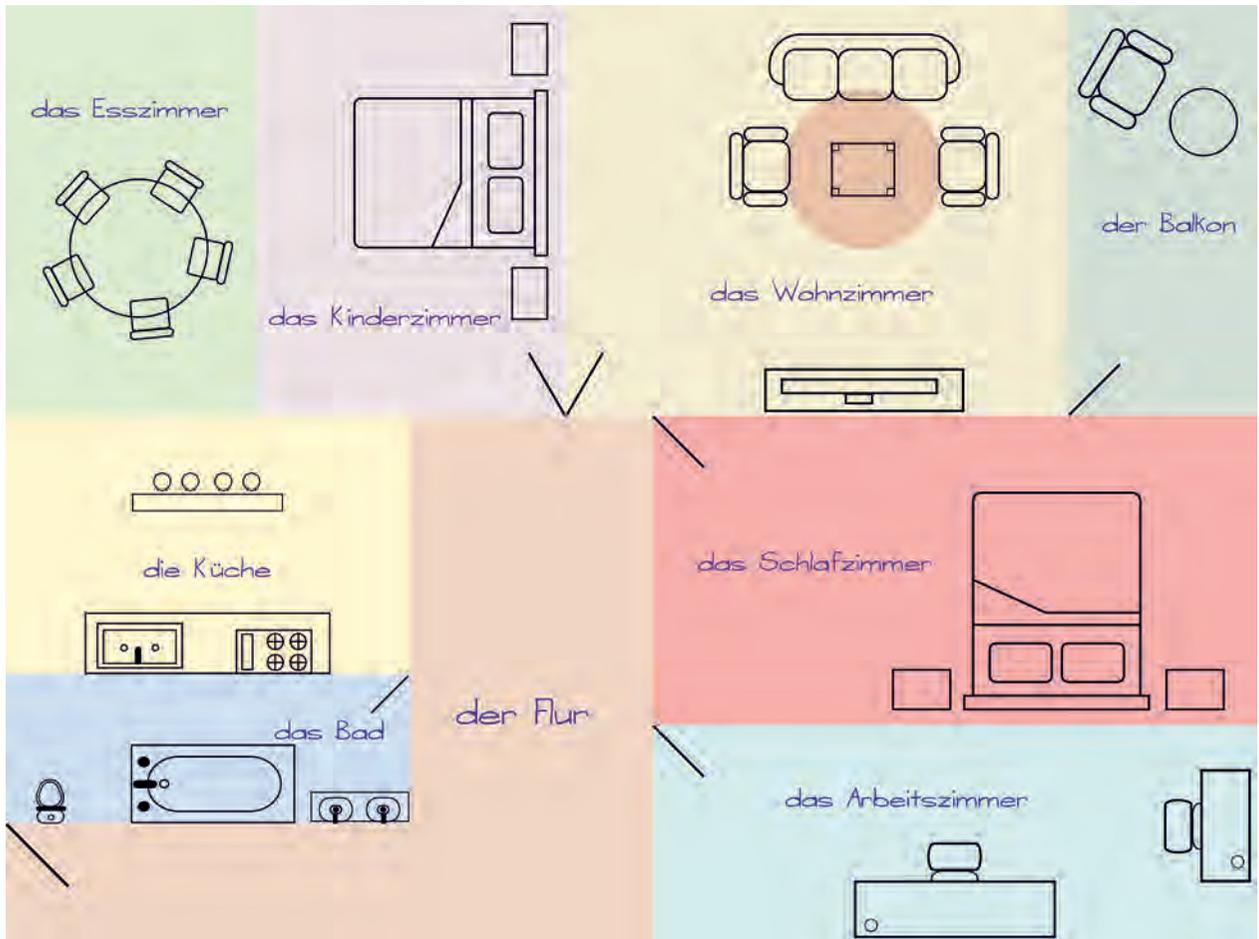 das Esszimmer
das Kinderzimmer
das Wohnzimmer
der Balkon
die Küche
das Schlafzimmer
das Bad
der Flur
das Arbeitszimmer